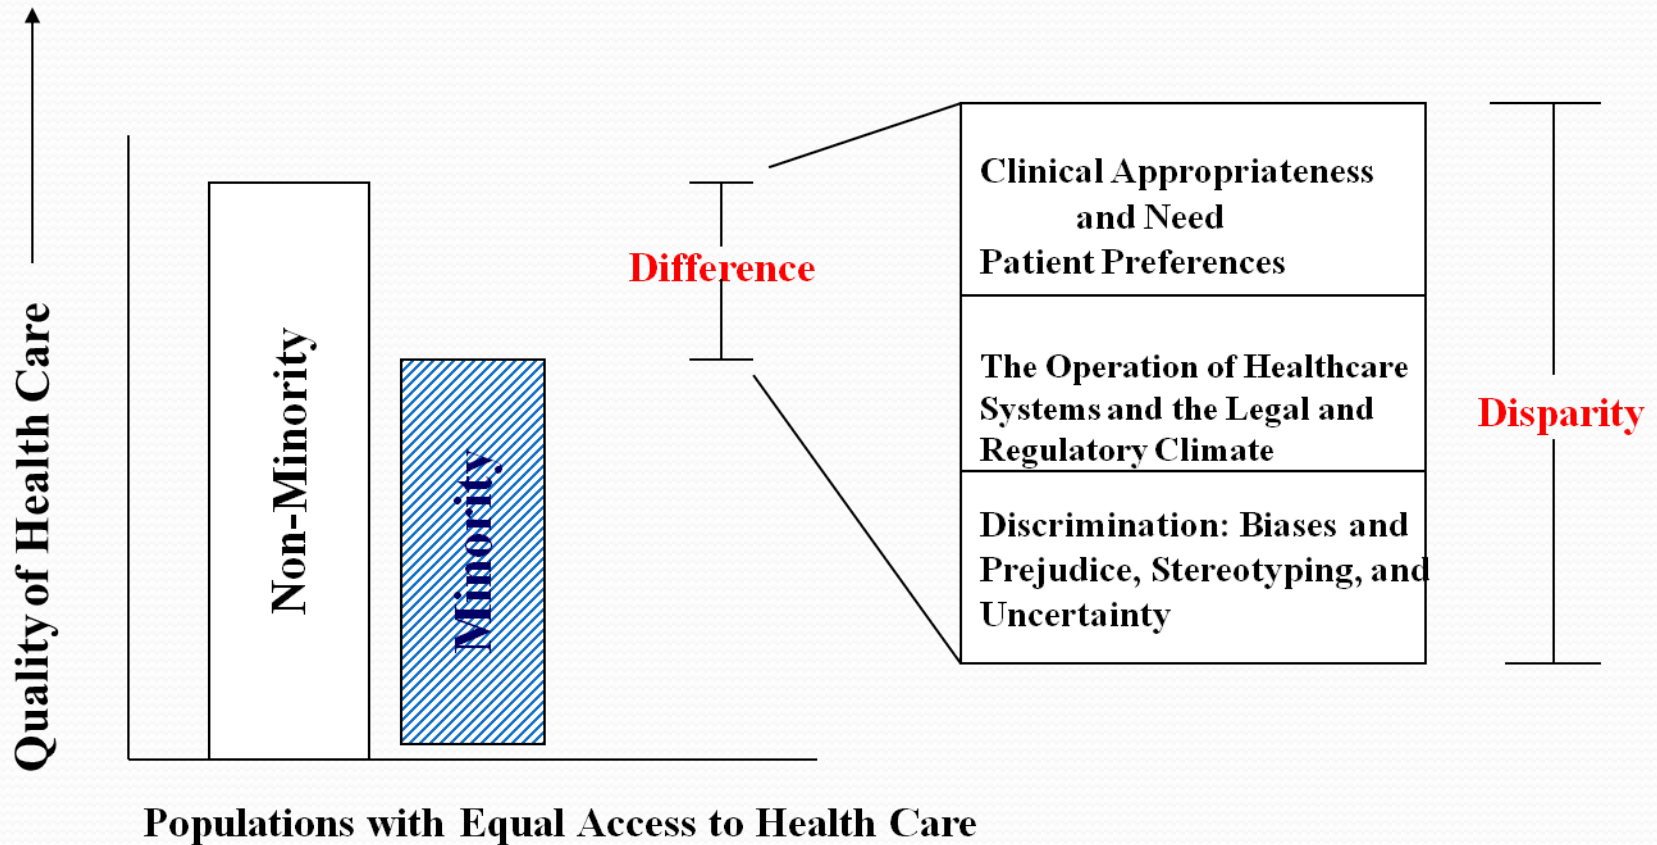 Quality of Health Care
Non-Minority
Minority
Difference
Clinical Appropriateness
and Need
Patient Preferences
The Operation of Healthcare
Systems and the Legal and
Regulatory Climate
Discrimination: Biases and
Prejudice, Stereotyping, and
Uncertainty
Disparity
Populations with Equal Access to Health Care